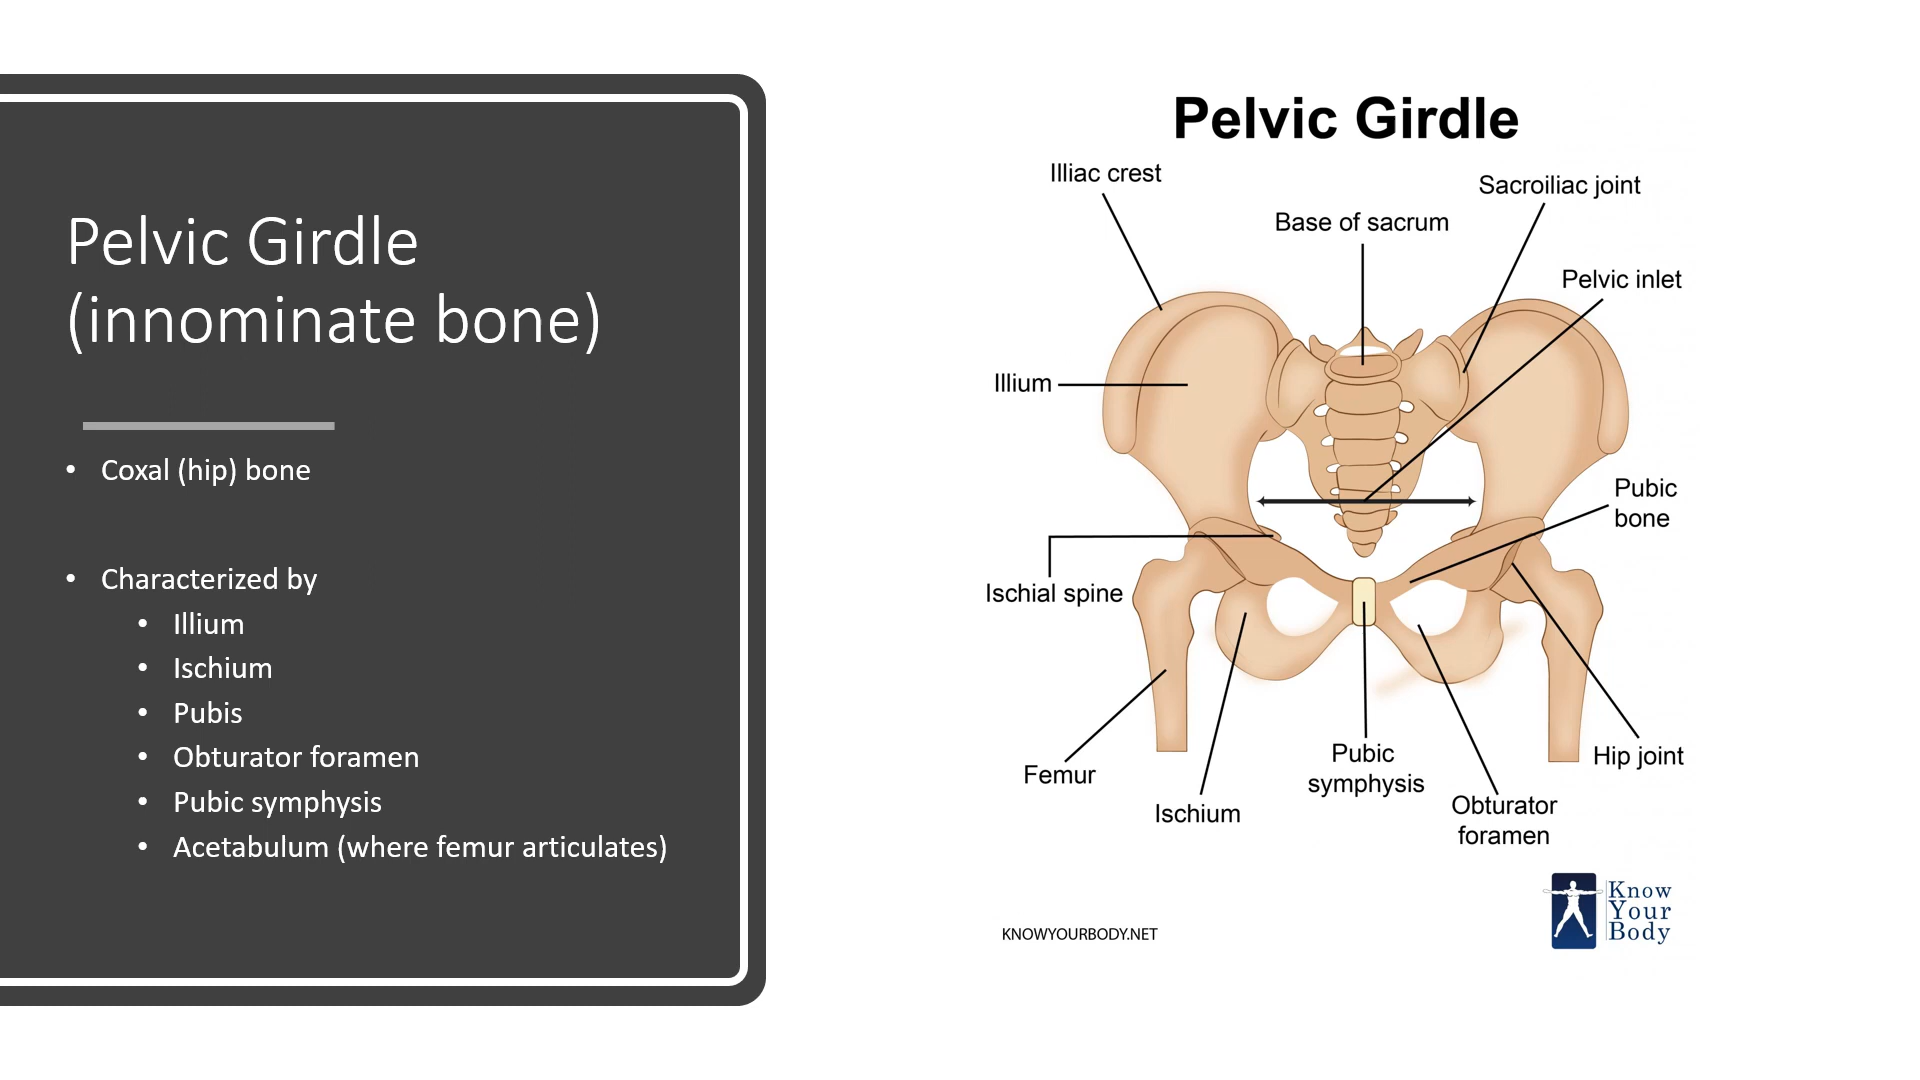 Pelvic Girdle
(innominate bone)
• Coxal (hip) bone
• Characterized by
• Illium
• Ischium
• Pubis
• Obturator foramen
• Pubic symphysis
• Acetabulum (where femur articulates)
Pelvic Girdle
Illiac crest
Sacroiliac joint
Base of sacrum
Pelvic inlet
Illium
Pubic
bone
Ischial spine
Femur
Ischium
Pubic
symphysis
Obturator
foramen
Hip joint
KNOWYOURBODY.NET
Know
Your
Body